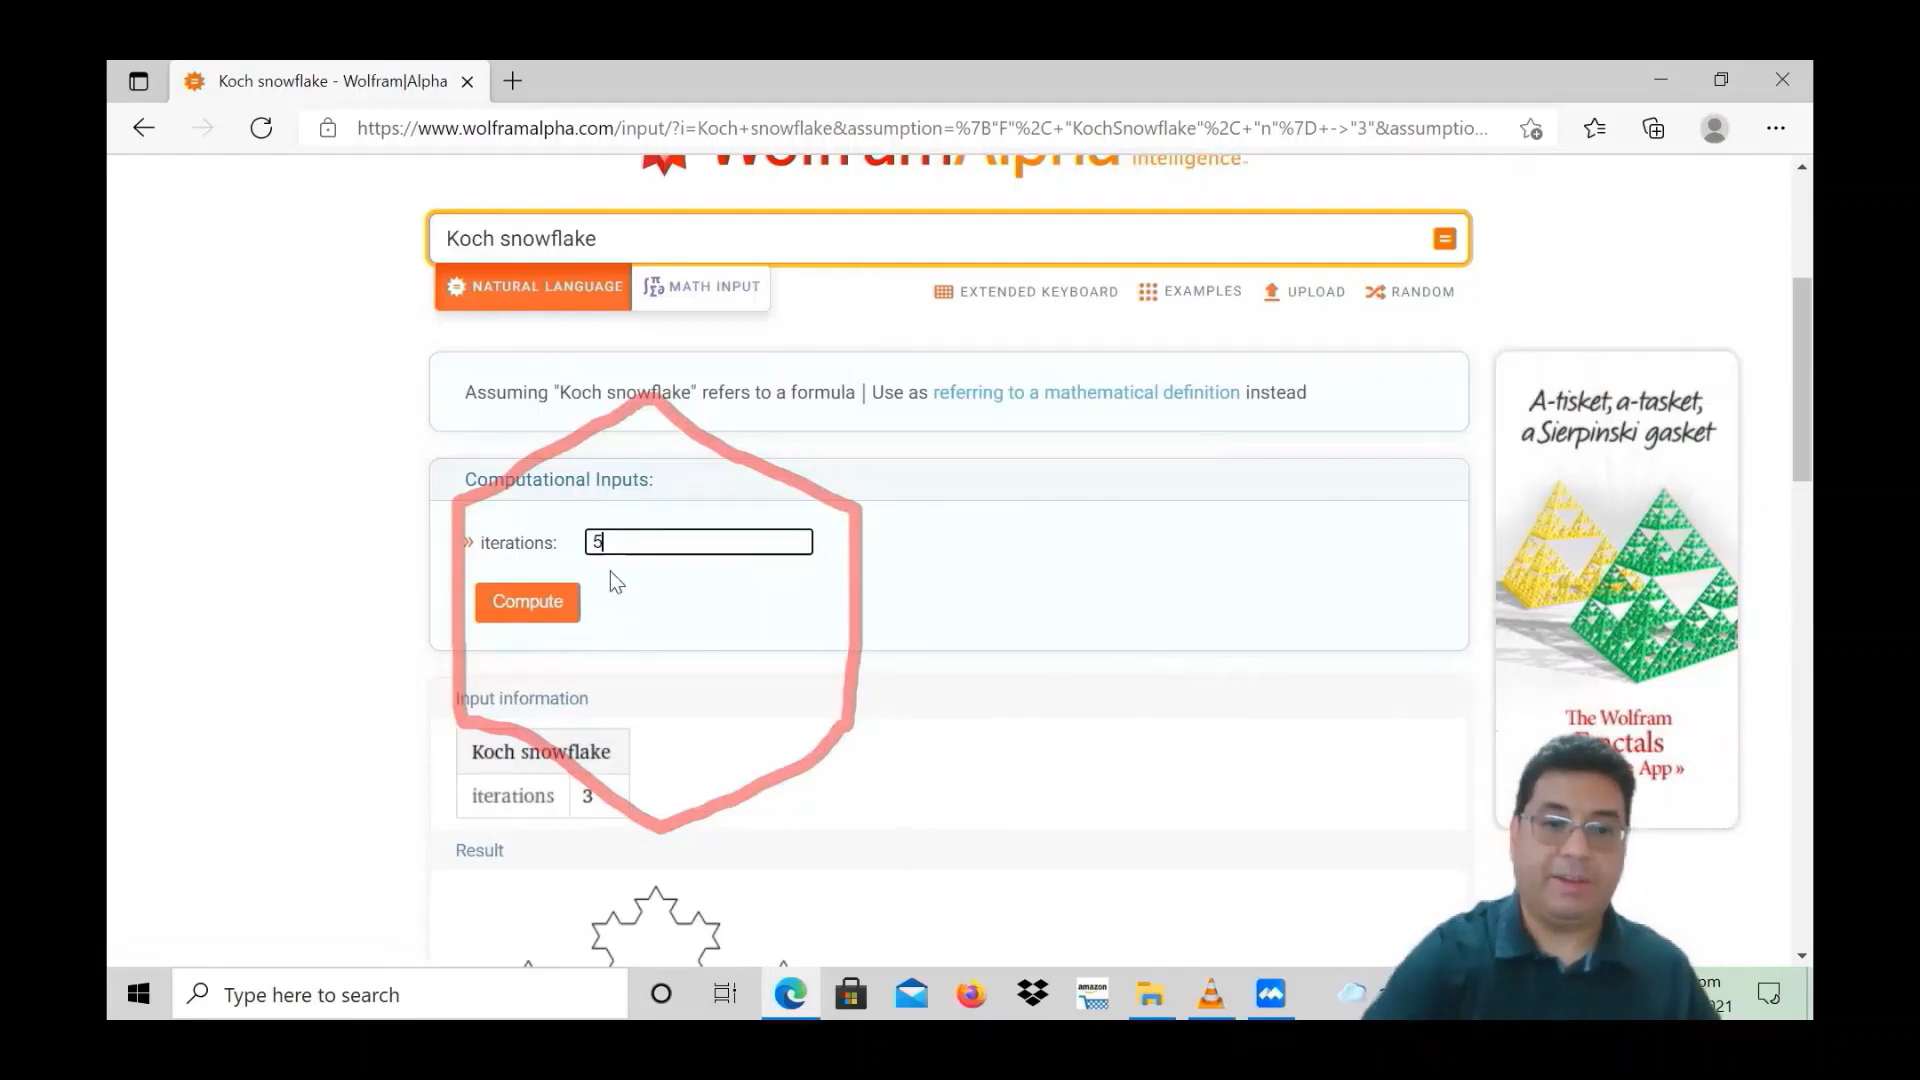 Koch snowflake - Wolfram|Alpha
https://www.wolframalpha.com/input/?i=Koch+snowflake&assumption=%7B"F"%2C+"KochSnowflake"%2C+"n"%7D+->"3"&assumptio...
WolframAlpha intelligence
Koch snowflake
NATURAL LANGUAGE
MATH INPUT
EXTENDED KEYBOARD
EXAMPLES
UPLOAD
RANDOM
Assuming "Koch snowflake" refers to a formula | Use as referring to a mathematical definition instead
Computational Inputs:
» iterations: 5
Compute
Input information
Koch snowflake
iterations 3
Result
A-tisket, a-tasket,
a Sierpinski gasket
The Wolfram
App »
Type here to search
amazon